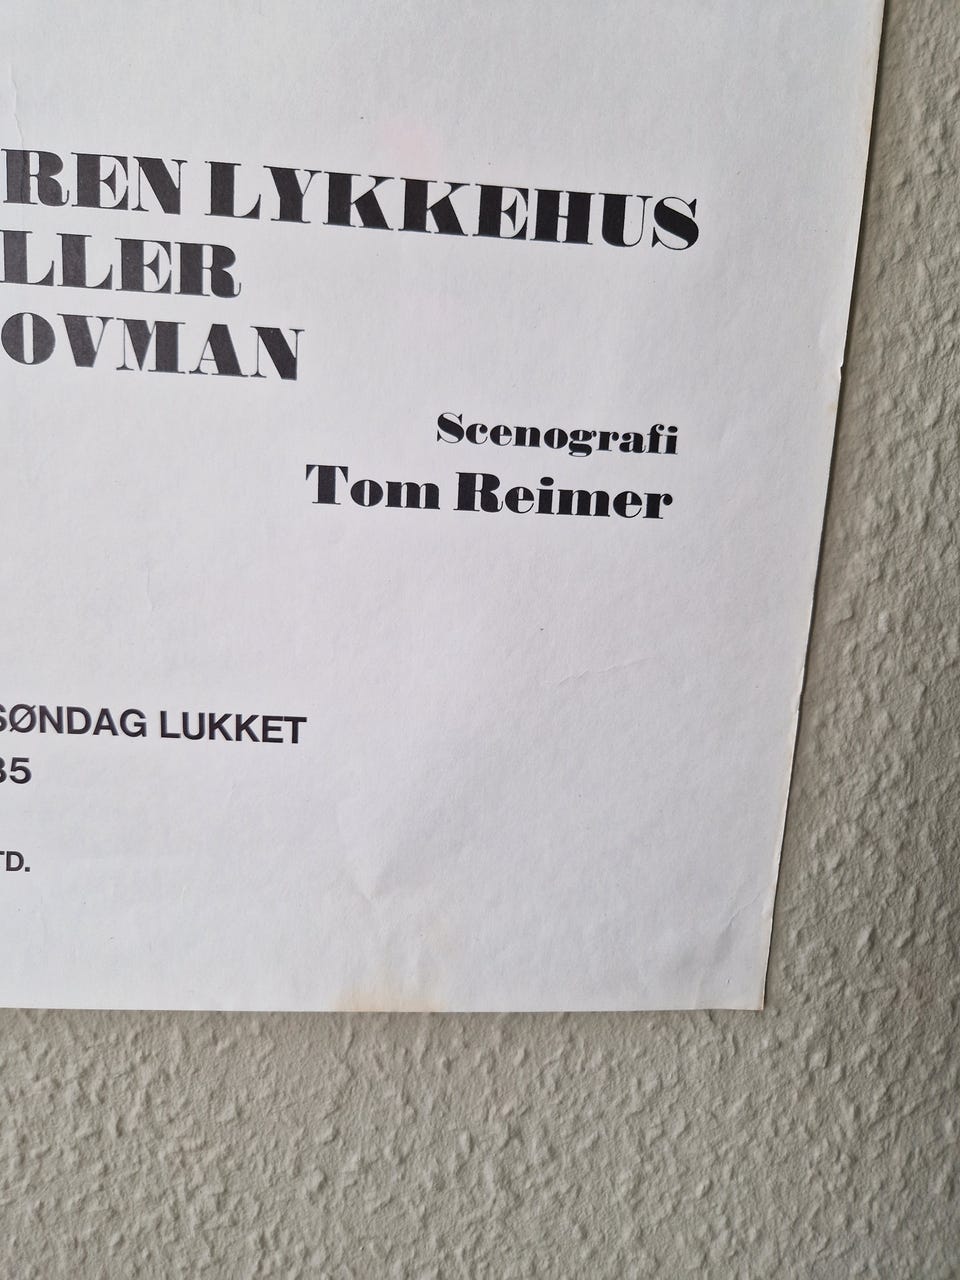 REN LYKKEHUS
LLER
OVMAN
Scenografi
Tom Reimer
SØNDAG LUKKET
35
TD.